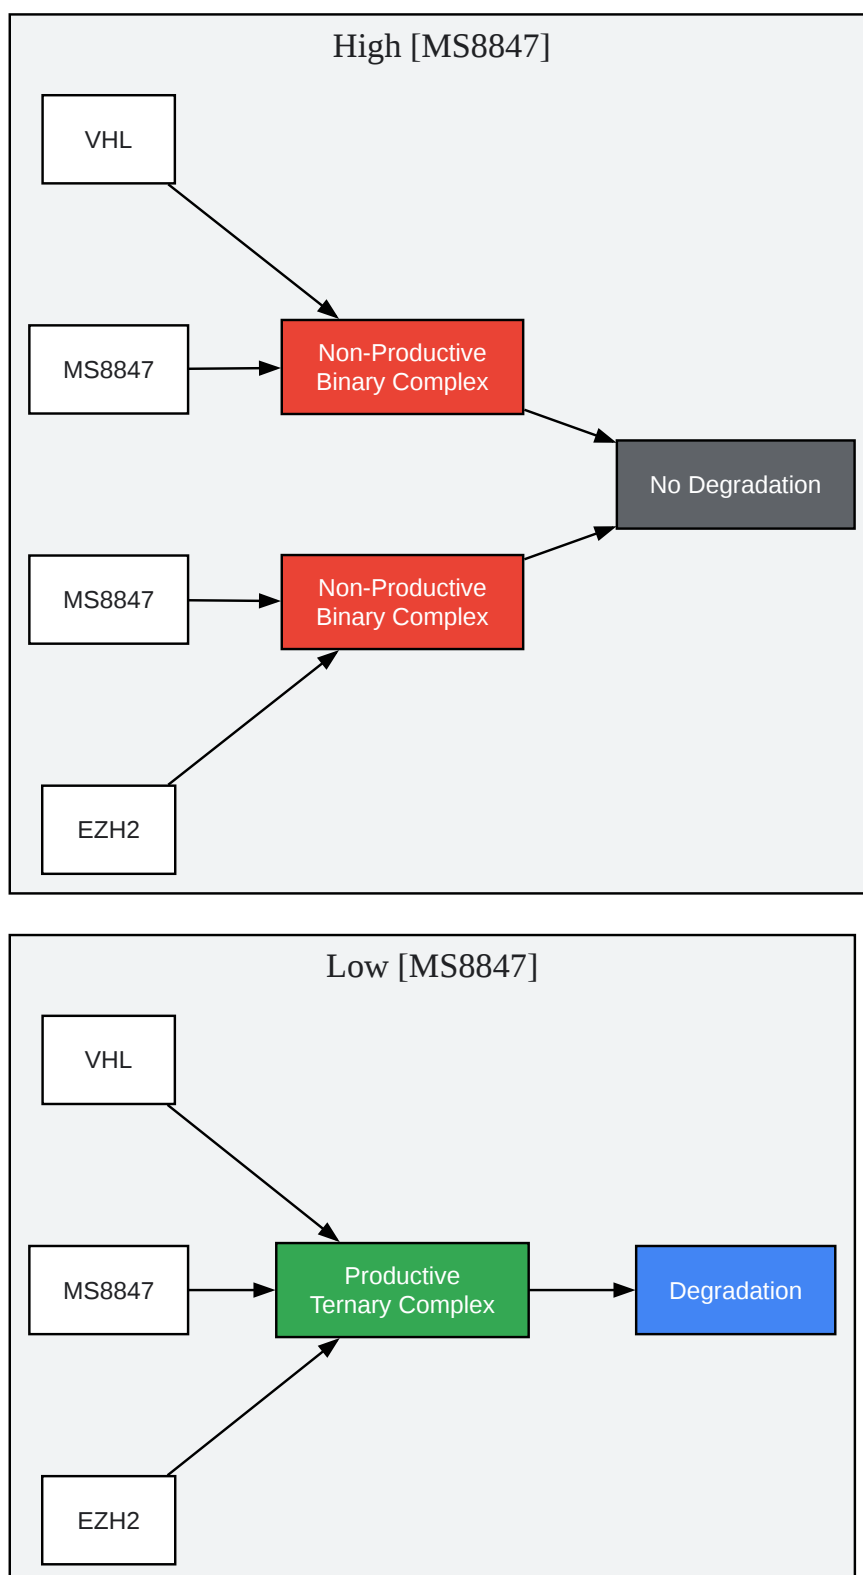 High [MS8847]
VHL
MS8847
Non-Productive
Binary Complex
No Degradation
MS8847
Non-Productive
Binary Complex
EZH2
Low [MS8847]
VHL
MS8847
Productive
Ternary Complex
Degradation
EZH2